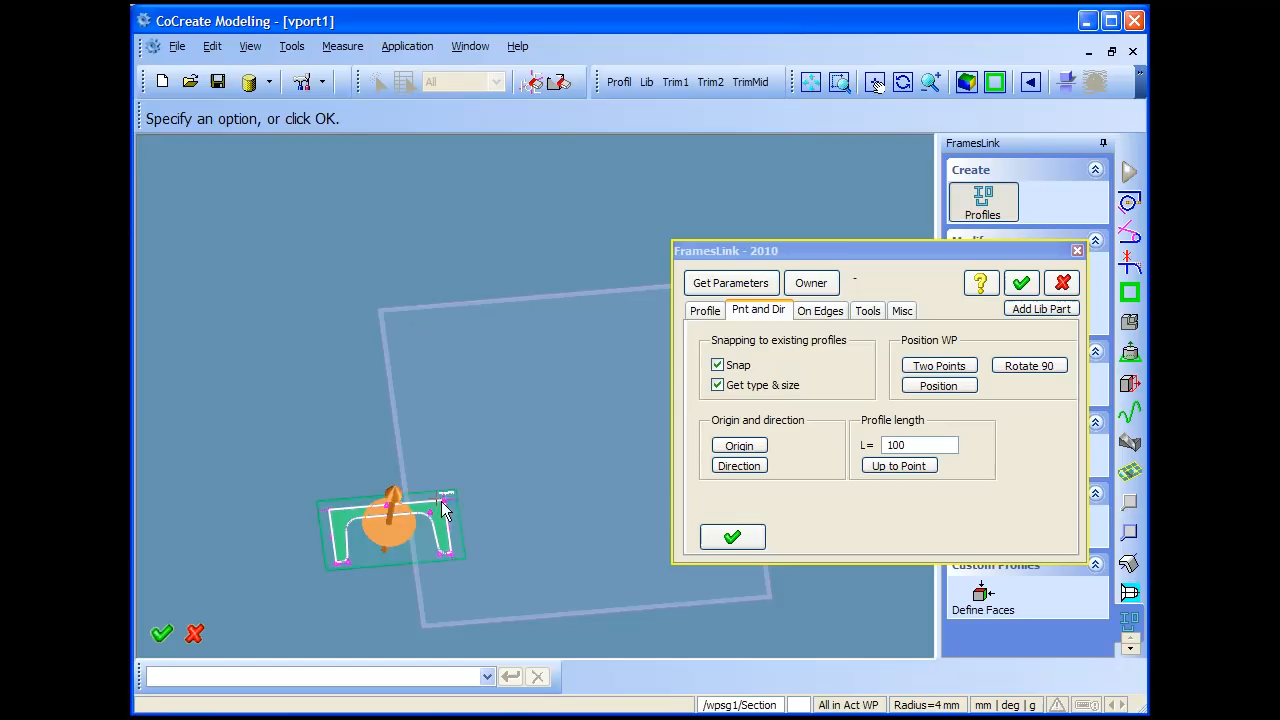 CoCreate Modeling - [vport1]
File Edit View Tools Measure Application Window Help
All Profil Lib Trim1 Trim2 TrimMid
Specify an option, or click OK.
FramesLink
Create
Profiles
FramesLink - 2010
Get Parameters Owner -
Profile Pnt and Dir On Edges Tools Misc Add Lib Part
Snapping to existing profiles Position WP
Snap Two Points Rotate 90
Get type & size Position
Origin and direction Profile length
Origin L= 100
Direction Up to Point
Custom Profiles
Define Faces
/wpsg1/Section All in Act WP Radius=4 mm mm | deg | g